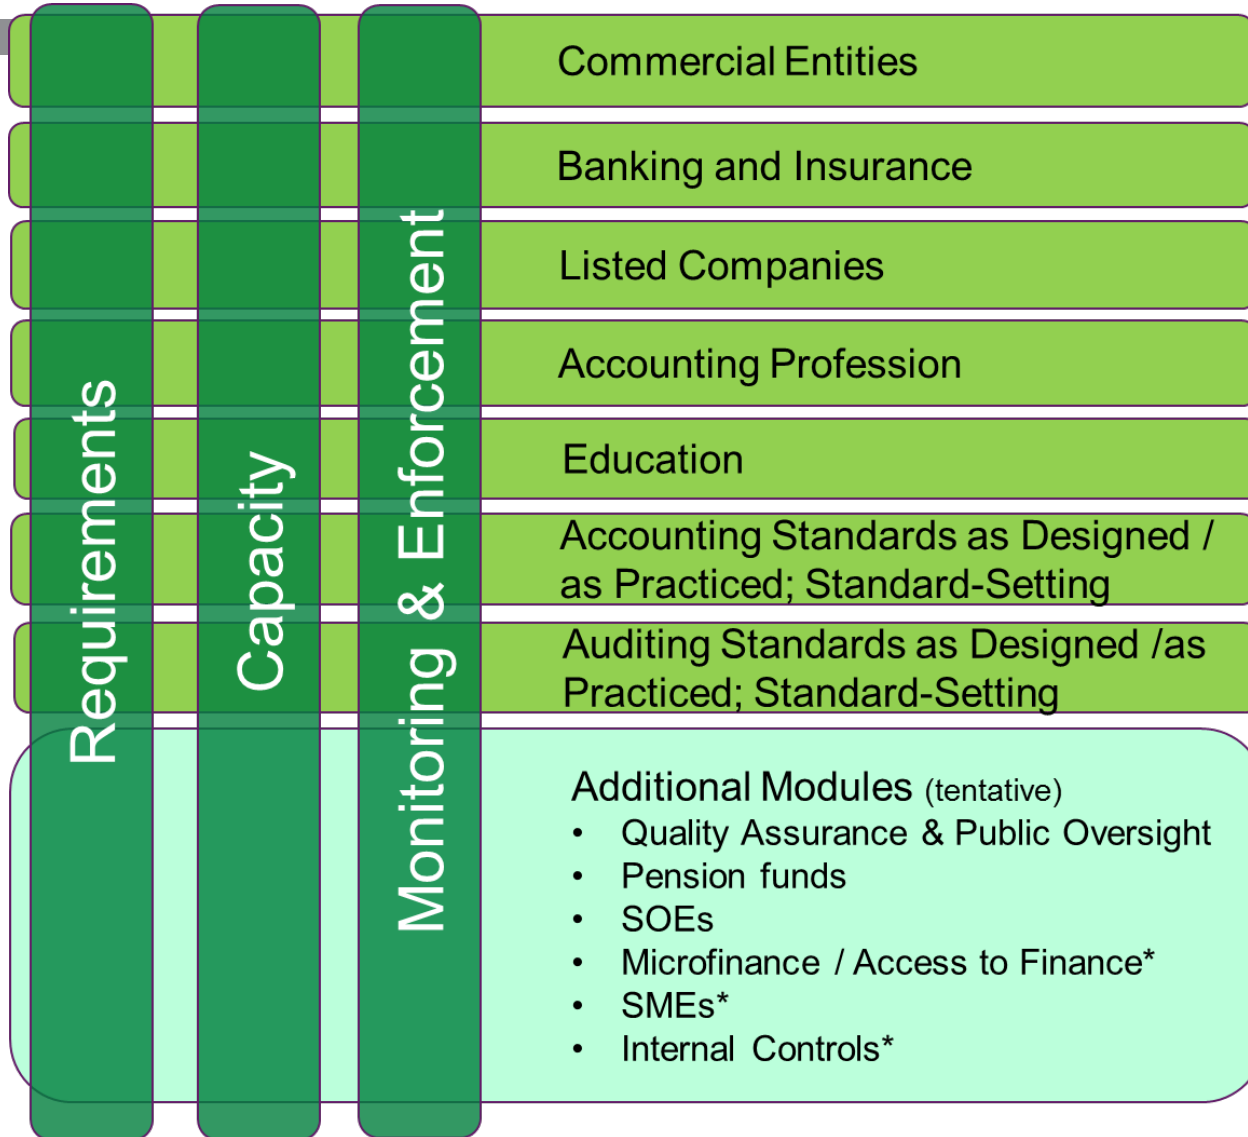 Requirements
Capacity
Monitoring & Enforcement
Commercial Entities
Banking and Insurance
Listed Companies
Accounting Profession
Education
Accounting Standards as Designed /
as Practiced; Standard-Setting
Auditing Standards as Designed /as
Practiced; Standard-Setting
Additional Modules (tentative)
• Quality Assurance & Public Oversight
• Pension funds
• SOEs
• Microfinance / Access to Finance*
• SMEs*
• Internal Controls*